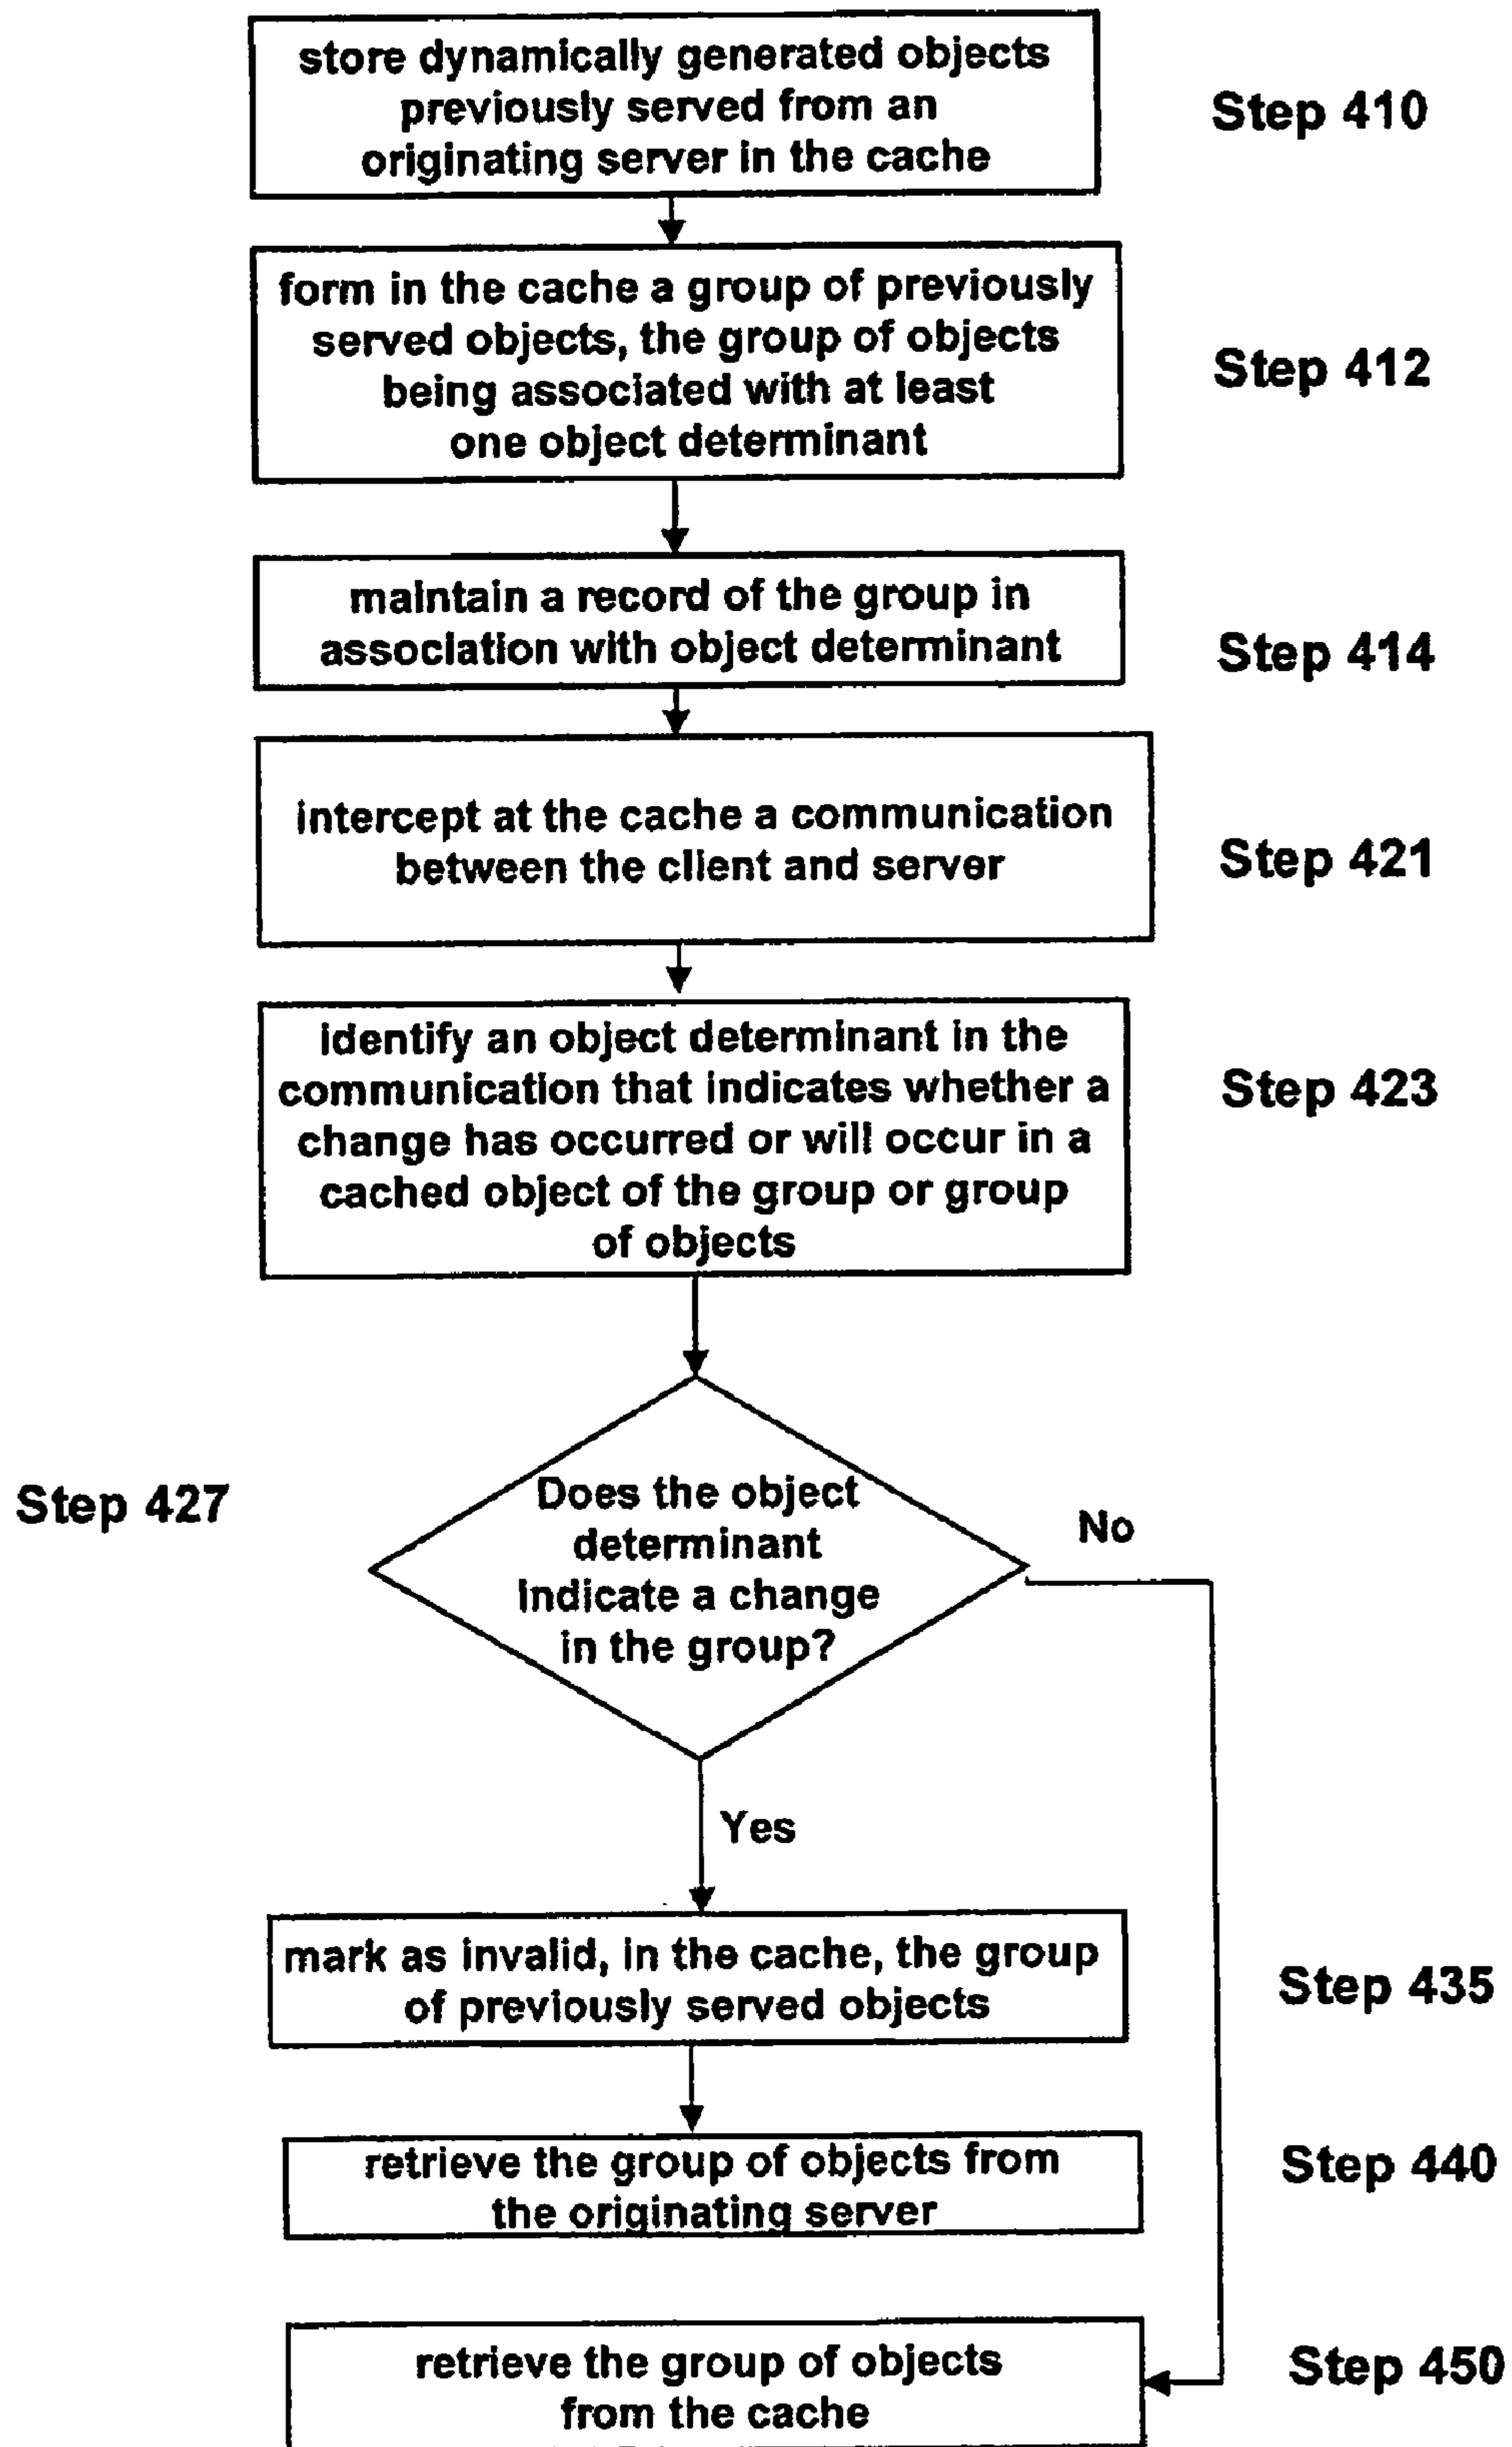 store dynamically generated objects
previously served from an
originating server in the cache
Step 410
form in the cache a group of previously
served objects, the group of objects
being associated with at least
one object determinant
Step 412
maintain a record of the group in
association with object determinant
Step 414
intercept at the cache a communication
between the client and server
Step 421
identify an object determinant in the
communication that indicates whether a
change has occurred or will occur in a
cached object of the group or group
of objects
Step 423
Step 427
Does the object
determinant
indicate a change
in the group?
No
Yes
mark as invalid, in the cache, the group
of previously served objects
Step 435
retrieve the group of objects from
the originating server
Step 440
retrieve the group of objects
from the cache
Step 450